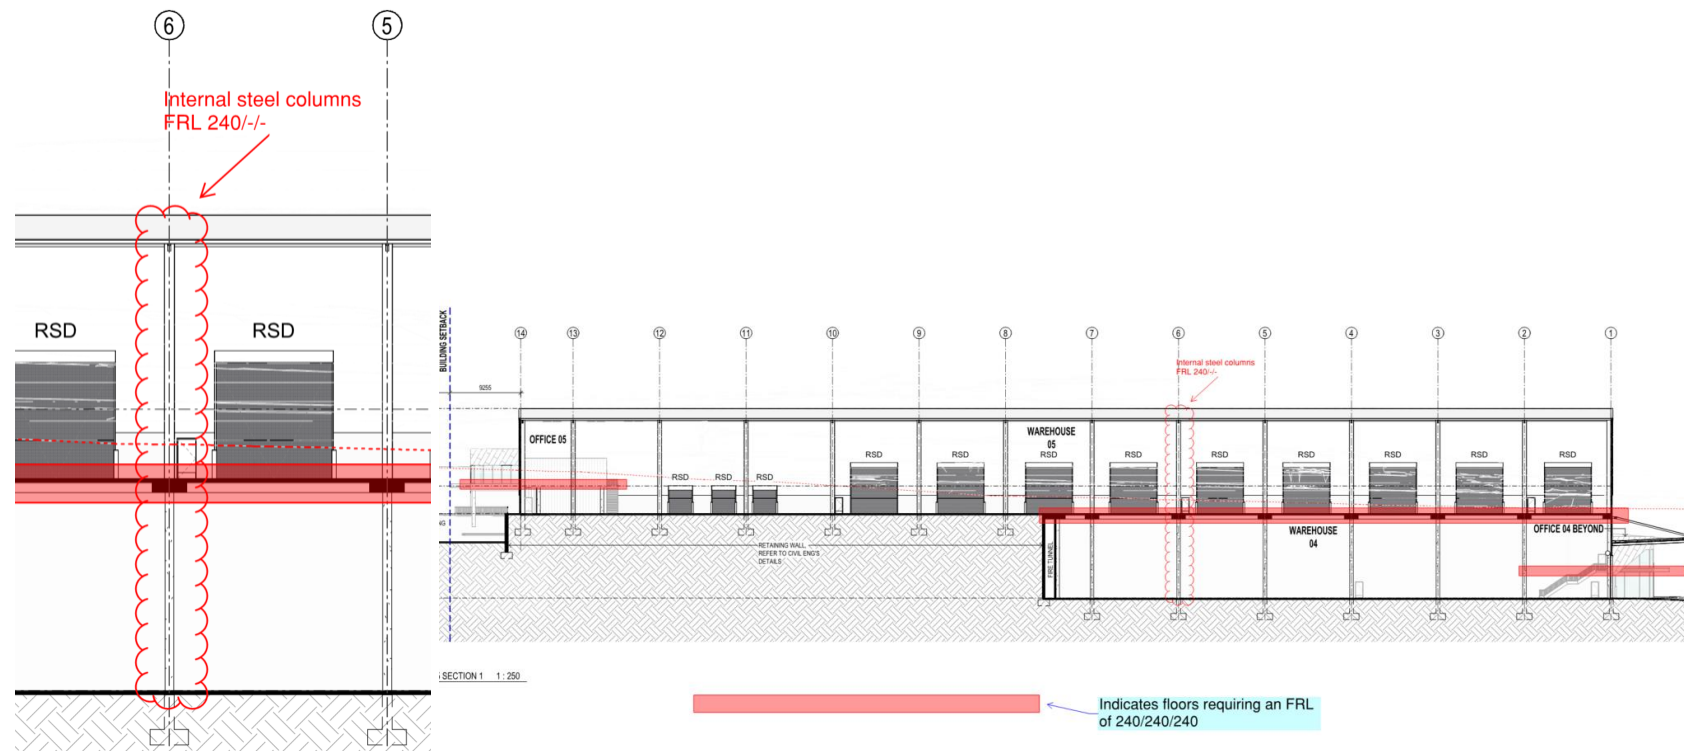 6
5
Internal steel columns
FRL 240/-/-
RSD
RSD
BUILDING SETBACK
14
13
12
11
10
9
8
7
6
5
4
3
2
1
Internal steel columns
FRL 240/-/-
9255
OFFICE 05
WAREHOUSE
05
RSD
RSD
RSD
RSD
RSD
RSD
RSD
RSD
RSD
RSD
RSD
RSD
WAREHOUSE
04
OFFICE 04 BEYOND
FIRE TUNNEL
RETAINING WALL,
REFER TO CIVIL ENG'S
DETAILS
SECTION 1 1 : 250
Indicates floors requiring an FRL
of 240/240/240